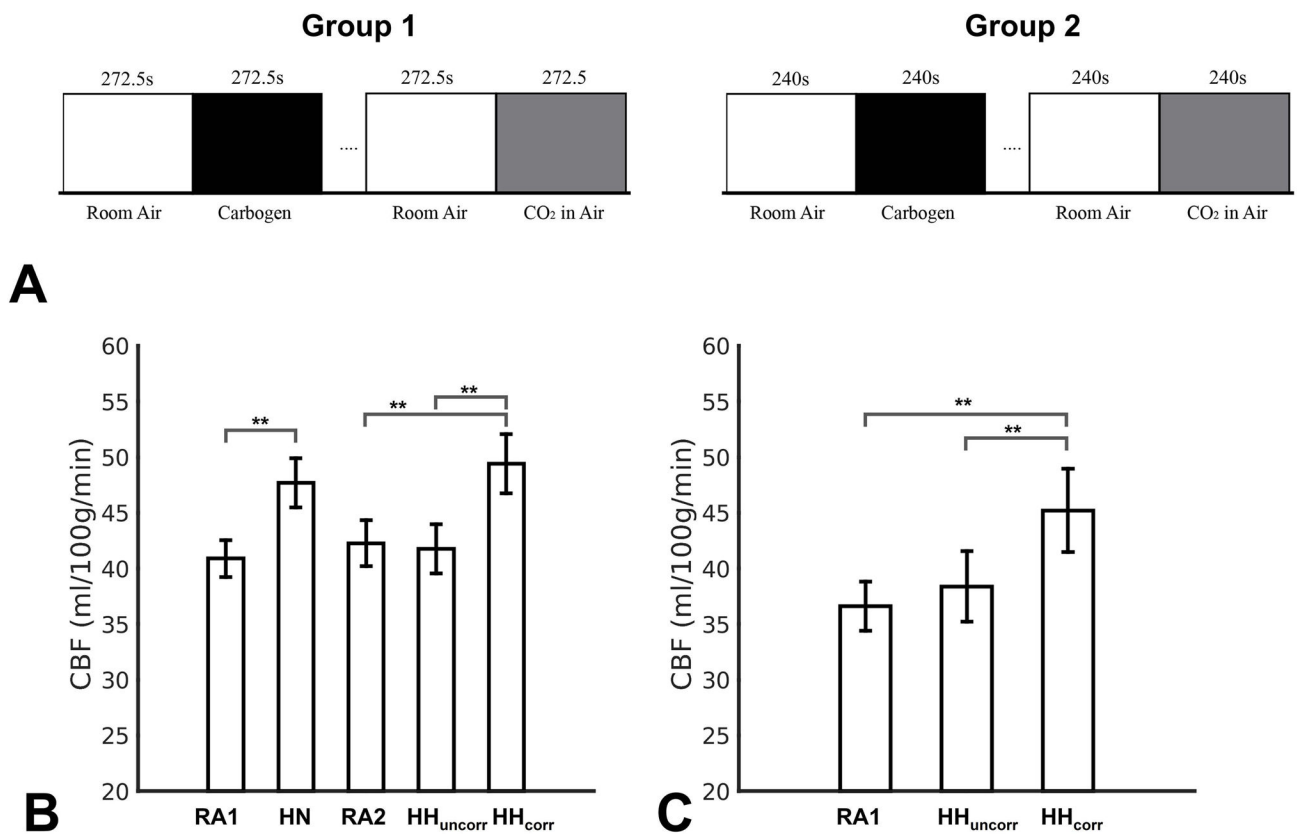 Group 1
Group 2
272.5s 272.5s 272.5s 272.5
240s 240s 240s 240s
....
....
Room Air Carbogen Room Air CO₂ in Air
Room Air Carbogen Room Air CO₂ in Air
A
60
55
50
45
40
35
30
25
20
CBF (ml/100g/min)
**
**
**
RA1 HN RA2 HHuncorr HHcorr
B
60
55
50
45
40
35
30
25
20
CBF (ml/100g/min)
**
**
RA1 HHuncorr HHcorr
C